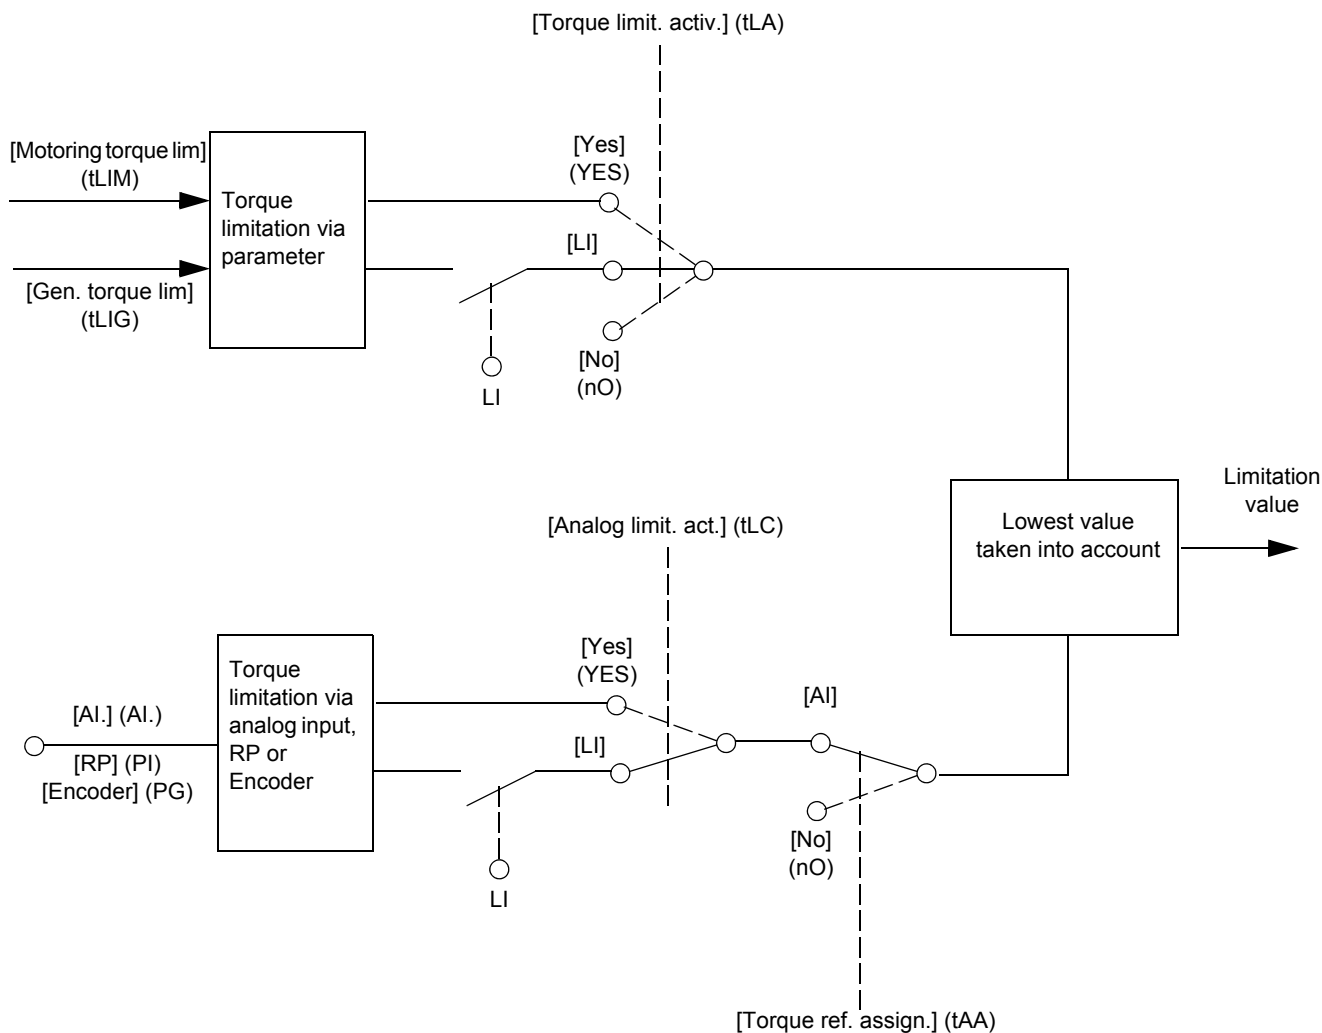 [Torque limit. activ.] (tLA)
[Motoring torque lim]
(tLIM)
[Gen. torque lim]
(tLIG)
Torque
limitation via
parameter
[Yes]
(YES)
[LI]
[No]
(nO)
LI
Lowest value
taken into account
Limitation
value
[Analog limit. act.] (tLC)
[AI.] (AI.)
[RP] (PI)
[Encoder] (PG)
Torque
limitation via
analog input,
RP or
Encoder
[Yes]
(YES)
[LI]
LI
[AI]
[No]
(nO)
[Torque ref. assign.] (tAA)